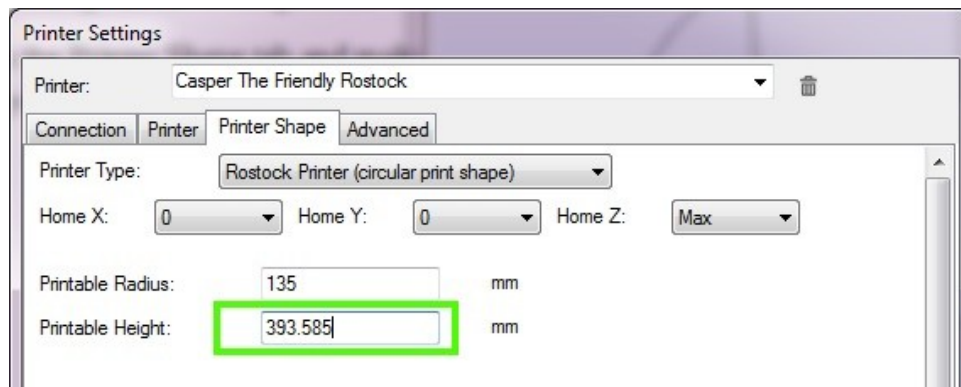 Printer Settings
Printer: Casper The Friendly Rostock
Connection Printer Printer Shape Advanced
Printer Type: Rostock Printer (circular print shape)
Home X: 0 Home Y: 0 Home Z: Max
Printable Radius: 135 mm
Printable Height: 393.585 mm